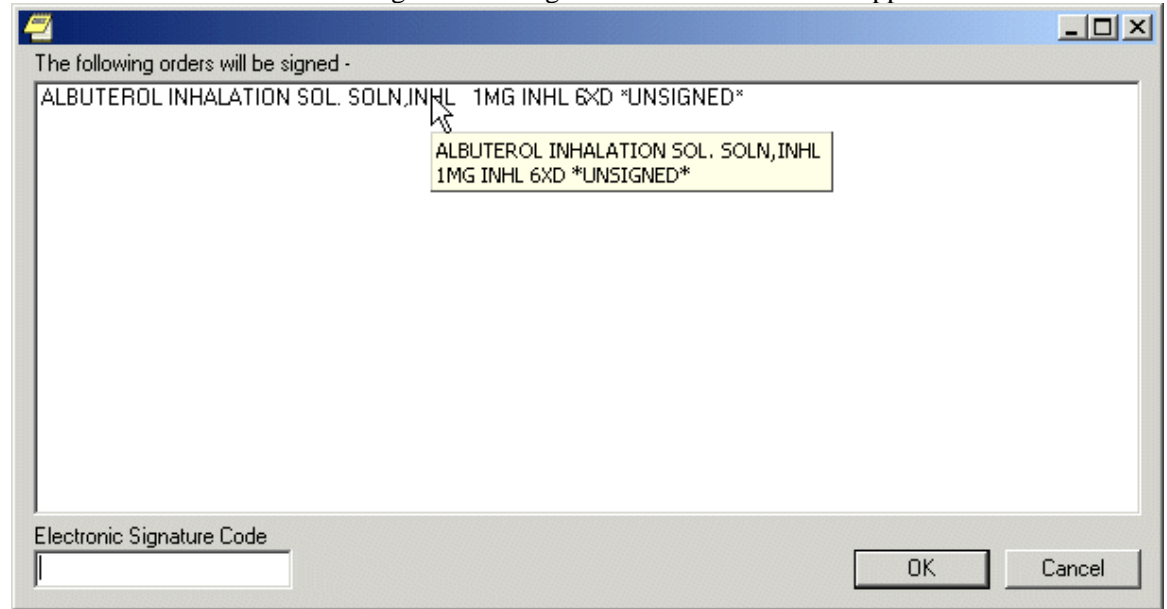 The following orders will be signed -
ALBUTEROL INHALATION SOL. SOLN,INHL 1MG INHL 6XD *UNSIGNED*
ALBUTEROL INHALATION SOL. SOLN,INHL
1MG INHL 6XD *UNSIGNED*
Electronic Signature Code
OK Cancel